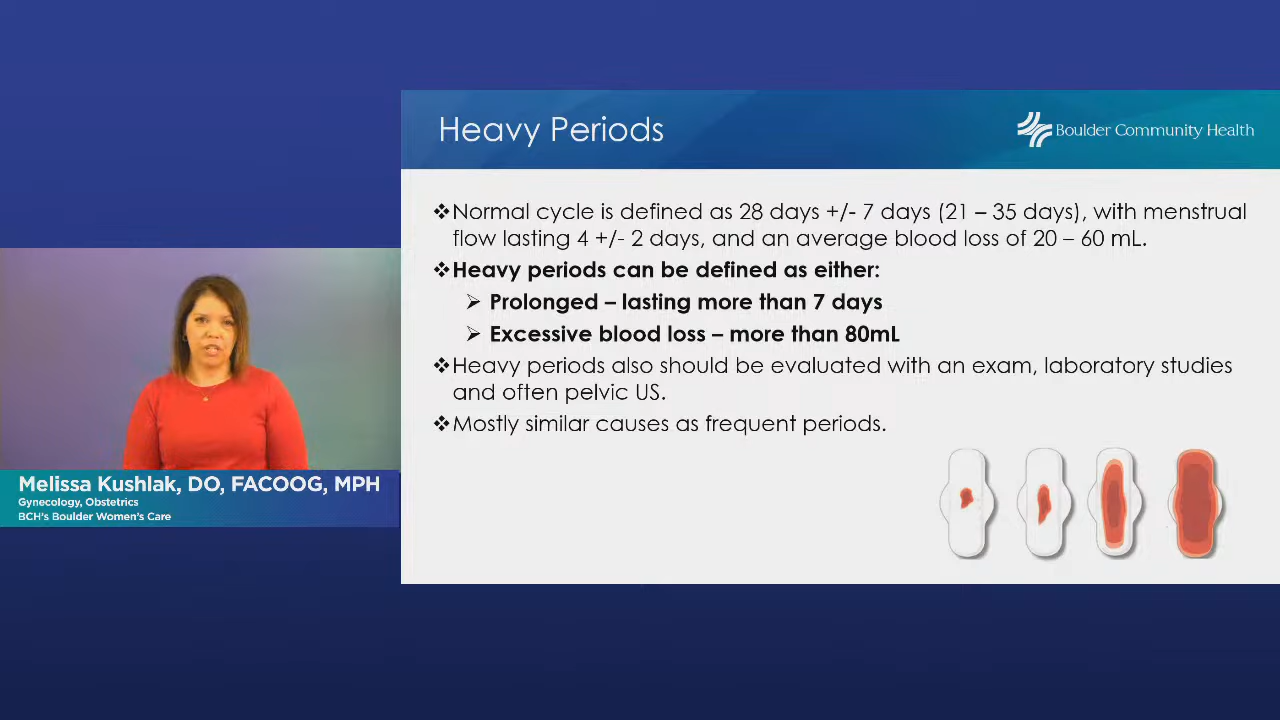 Heavy Periods
Boulder Community Health
❖Normal cycle is defined as 28 days +/- 7 days (21 – 35 days), with menstrual
flow lasting 4 +/- 2 days, and an average blood loss of 20 – 60 mL.
❖Heavy periods can be defined as either:
➢ Prolonged – lasting more than 7 days
➢ Excessive blood loss – more than 80mL
❖Heavy periods also should be evaluated with an exam, laboratory studies
and often pelvic US.
❖Mostly similar causes as frequent periods.
Melissa Kushlak, DO, FACOOG, MPH
Gynecology, Obstetrics
BCH's Boulder Women's Care